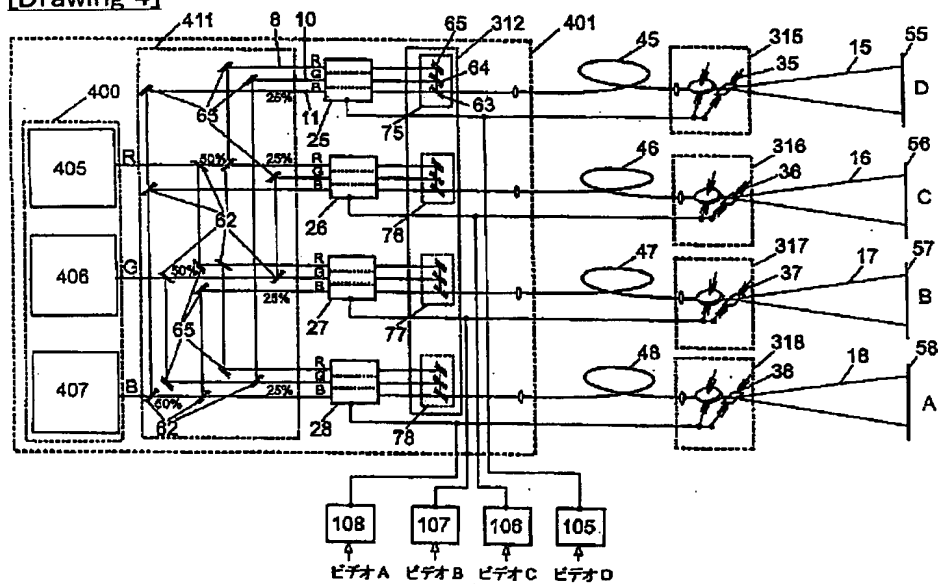 [Drawing 4]
411 8 10 65 312 401 45 315 35 15 55
R G B 25% 65 11 25 64 63 75 D
400
405 R 50% 25% R G B 26 76 46 316 36 16 56 C
62
406 G 50% 25% R G B 27 77 47 317 37 17 57 B
65
407 B 50% 25% R G B 28 78 48 318 38 18 58 A
62
108 107 106 105
ビデオA ビデオB ビデオC ビデオD